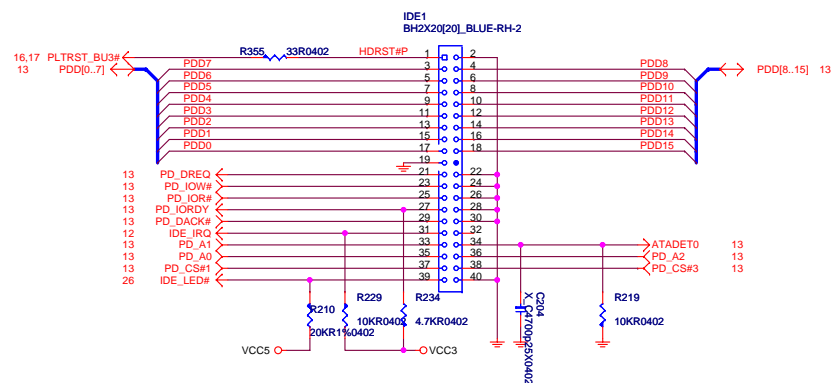 IDE1
BH2X20[20]_BLUE-RH-2
16,17 PLTRST_BU3# R355 33R0402 HDRST#P 1 2
13 PDD[0..7] PDD7 3 4 PDD8 PDD[8..15] 13
PDD6 5 6 PDD9
PDD5 7 8 PDD10
PDD4 9 10 PDD11
PDD3 11 12 PDD12
PDD2 13 14 PDD13
PDD1 15 16 PDD14
PDD0 17 18 PDD15
19
13 PD_DREQ 21 22
13 PD_IOW# 23 24
13 PD_IOR# 25 26
13 PD_IORDY 27 28
13 PD_DACK# 29 30
12 IDE_IRQ 31 32
13 PD_A1 33 34 ATADET0 13
13 PD_A0 35 36 PD_A2 13
13 PD_CS#1 37 38 PD_CS#3 13
26 IDE_LED# 39 40
R210 R229 R234 C204 R219
20KR1%0402 10KR0402 4.7KR0402 X_C4700p25X0402 10KR0402
VCC5 VCC3